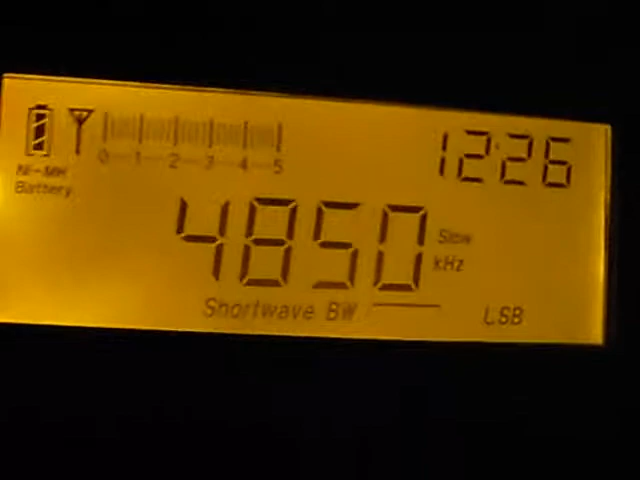 12:26
0 1 2 3 4 5
Ni-MH
Battery
4850
Slow
kHz
Shortwave BW
LSB